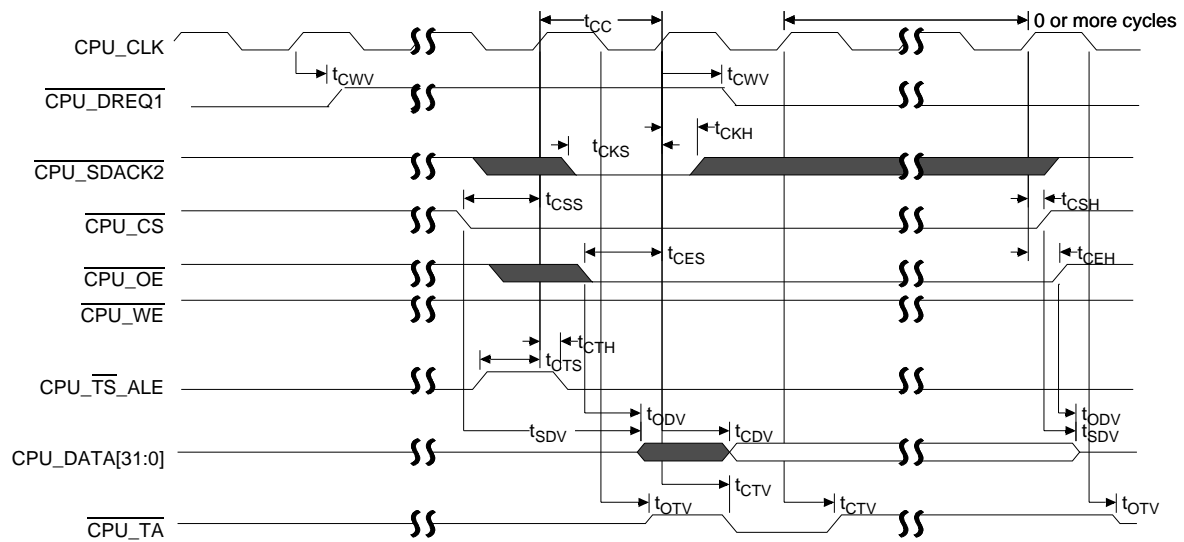 0 or more cycles
tCC
CPU_CLK
tCWV
tCWV
CPU_DREQ1
tCKH
tCKS
CPU_SDACK2
tCSS
tCSH
CPU_CS
tCES
tCEH
CPU_OE
CPU_WE
tCTH
tOTS
CPU_TS_ALE
tODV
tODV
tSDV
tCDV
tSDV
CPU_DATA[31:0]
tCTV
tOTV
tCTV
tOTV
CPU_TA